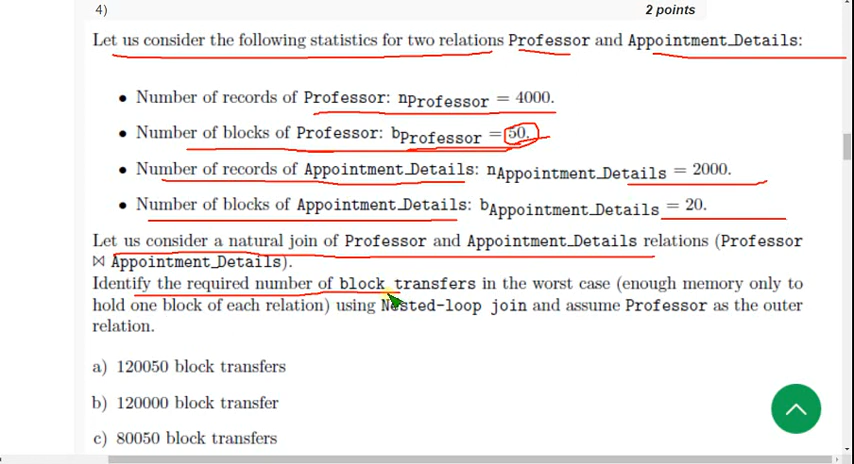 4)
2 points
Let us consider the following statistics for two relations Professor and Appointment_Details:
• Number of records of Professor: nProfessor = 4000.
• Number of blocks of Professor: bProfessor = 50.
• Number of records of Appointment_Details: nAppointment_Details = 2000.
• Number of blocks of Appointment_Details: bAppointment_Details = 20.
Let us consider a natural join of Professor and Appointment_Details relations (Professor
⋈ Appointment_Details).
Identify the required number of block transfers in the worst case (enough memory only to
hold one block of each relation) using Nested-loop join and assume Professor as the outer
relation.
a) 120050 block transfers
b) 120000 block transfer
c) 80050 block transfers